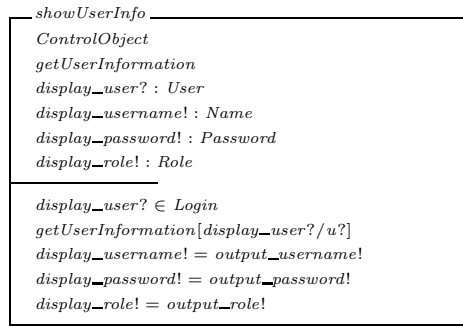 showUserInfo
ControlObject
getUserInformation
display_user? : User
display_username! : Name
display_password! : Password
display_role! : Role
display_user? ∈ Login
getUserInformation[display_user?/u?]
display_username! = output_username!
display_password! = output_password!
display_role! = output_role!